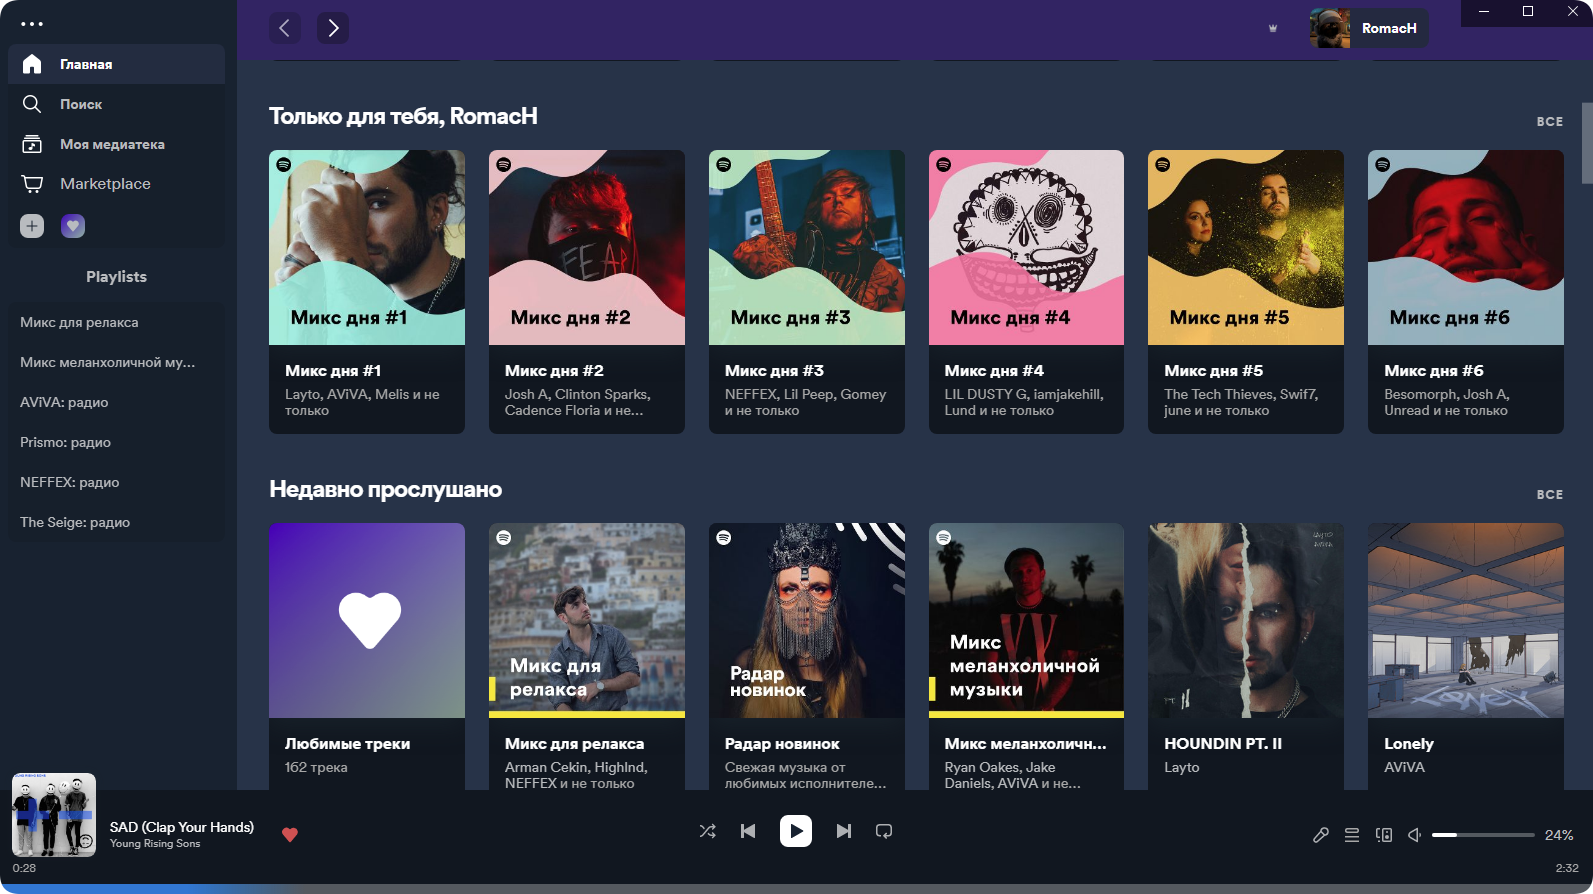 RomacH
Главная
Поиск
Моя медиатека
Marketplace
Playlists
Микс для релакса
Микс меланхоличной му...
AViVA: радио
Prismo: радио
NEFFEX: радио
The Seige: радио
Только для тебя, RomacH
ВСЕ
FEAR
Микс дня #1
Микс дня #2
Микс дня #3
Микс дня #4
Микс дня #5
Микс дня #6
Микс дня #1
Layto, AViVA, Melis и не
только
Микс дня #2
Josh A, Clinton Sparks,
Cadence Floria и не...
Микс дня #3
NEFFEX, Lil Peep, Gomey
и не только
Микс дня #4
LIL DUSTY G, iamjakehill,
Lund и не только
Микс дня #5
The Tech Thieves, Swif7,
june и не только
Микс дня #6
Besomorph, Josh A,
Unread и не только
Недавно прослушано
ВСЕ
Микс для
релакса
Радар
новинок
Микс
меланхоличной
музыки
LAYTO
AViVA
LONELY
Любимые треки
162 трека
Микс для релакса
Arman Cekin, HighInd,
NEFFEX и не только
Радар новинок
Свежая музыка от
любимых исполнителе...
Микс меланхоличн...
Ryan Oakes, Jake
Daniels, AViVA и не...
HOUNDIN PT. II
Layto
Lonely
AViVA
SAD (Clap Your Hands)
Young Rising Sons
24%
0:28
2:32